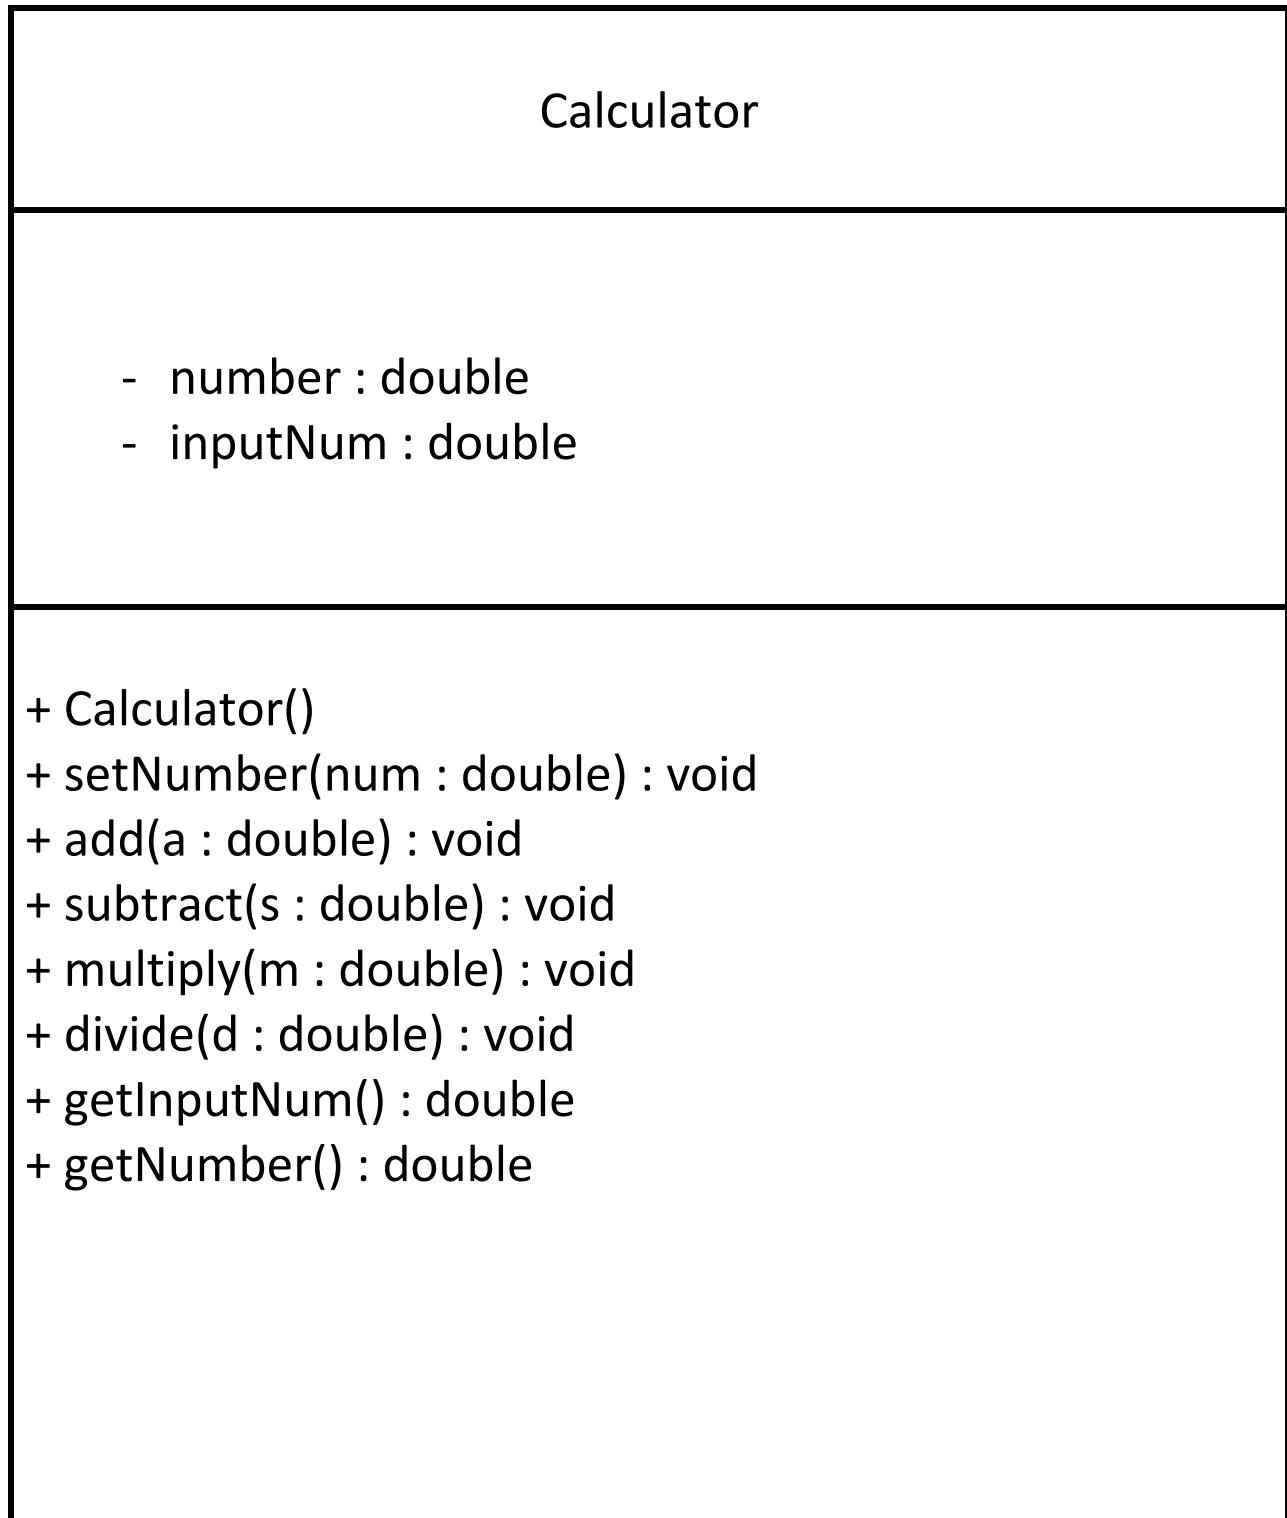 Calculator
- number : double
- inputNum : double
+ Calculator()
+ setNumber(num : double) : void
+ add(a : double) : void
+ subtract(s : double) : void
+ multiply(m : double) : void
+ divide(d : double) : void
+ getInputNum() : double
+ getNumber() : double